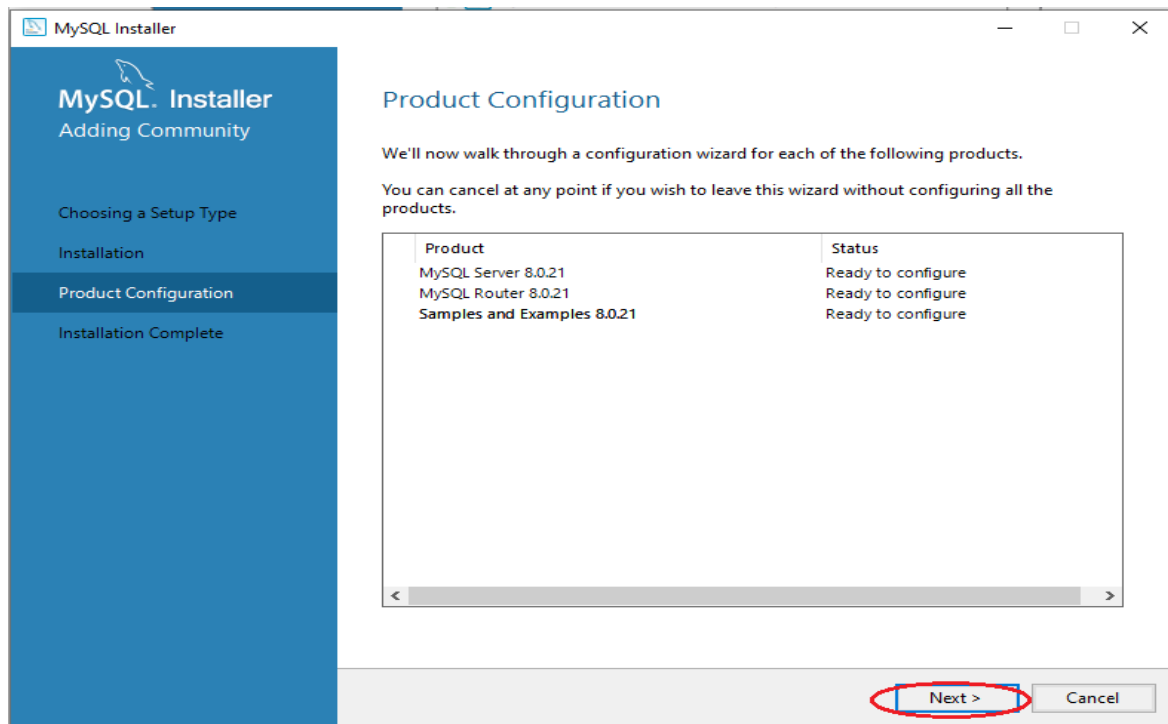 MySQL Installer
MySQL. Installer
Adding Community
Choosing a Setup Type
Installation
Product Configuration
Installation Complete
Product Configuration
We'll now walk through a configuration wizard for each of the following products.
You can cancel at any point if you wish to leave this wizard without configuring all the
products.
Product Status
MySQL Server 8.0.21 Ready to configure
MySQL Router 8.0.21 Ready to configure
Samples and Examples 8.0.21 Ready to configure
Next > Cancel